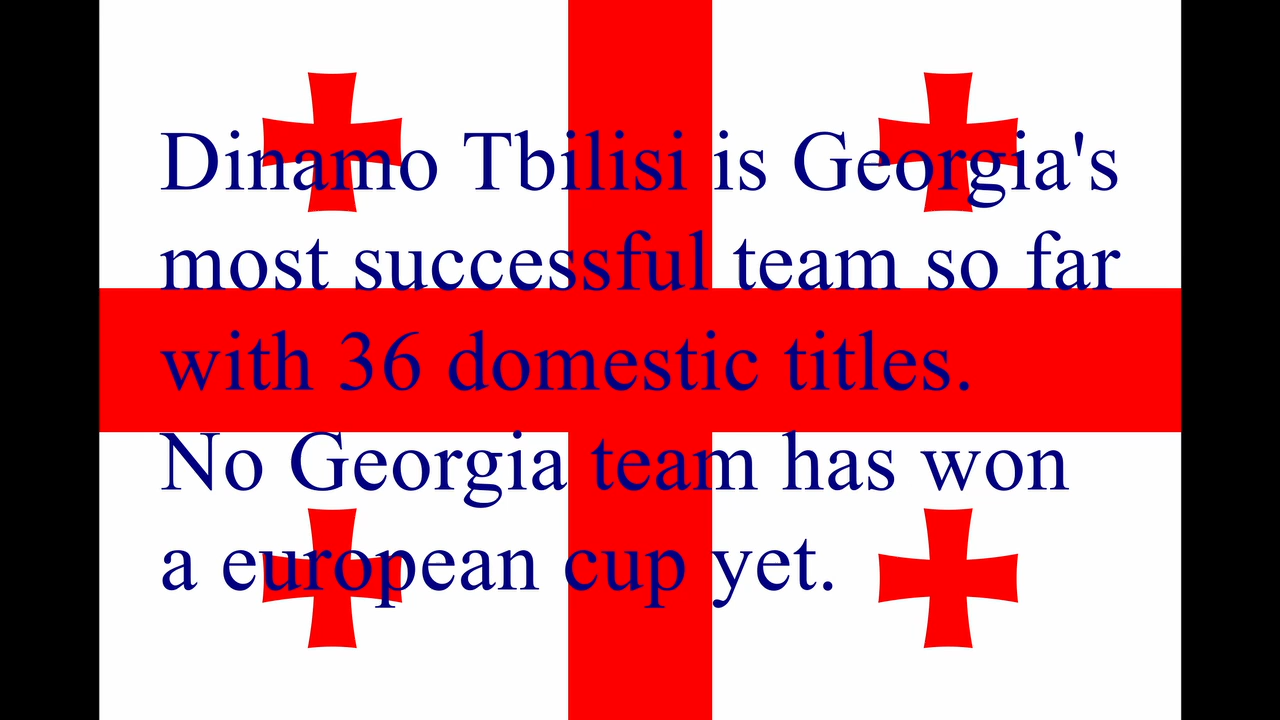 Dinamo Tbilisi is Georgia's
most successful team so far
with 36 domestic titles.
No Georgia team has won
a european cup yet.